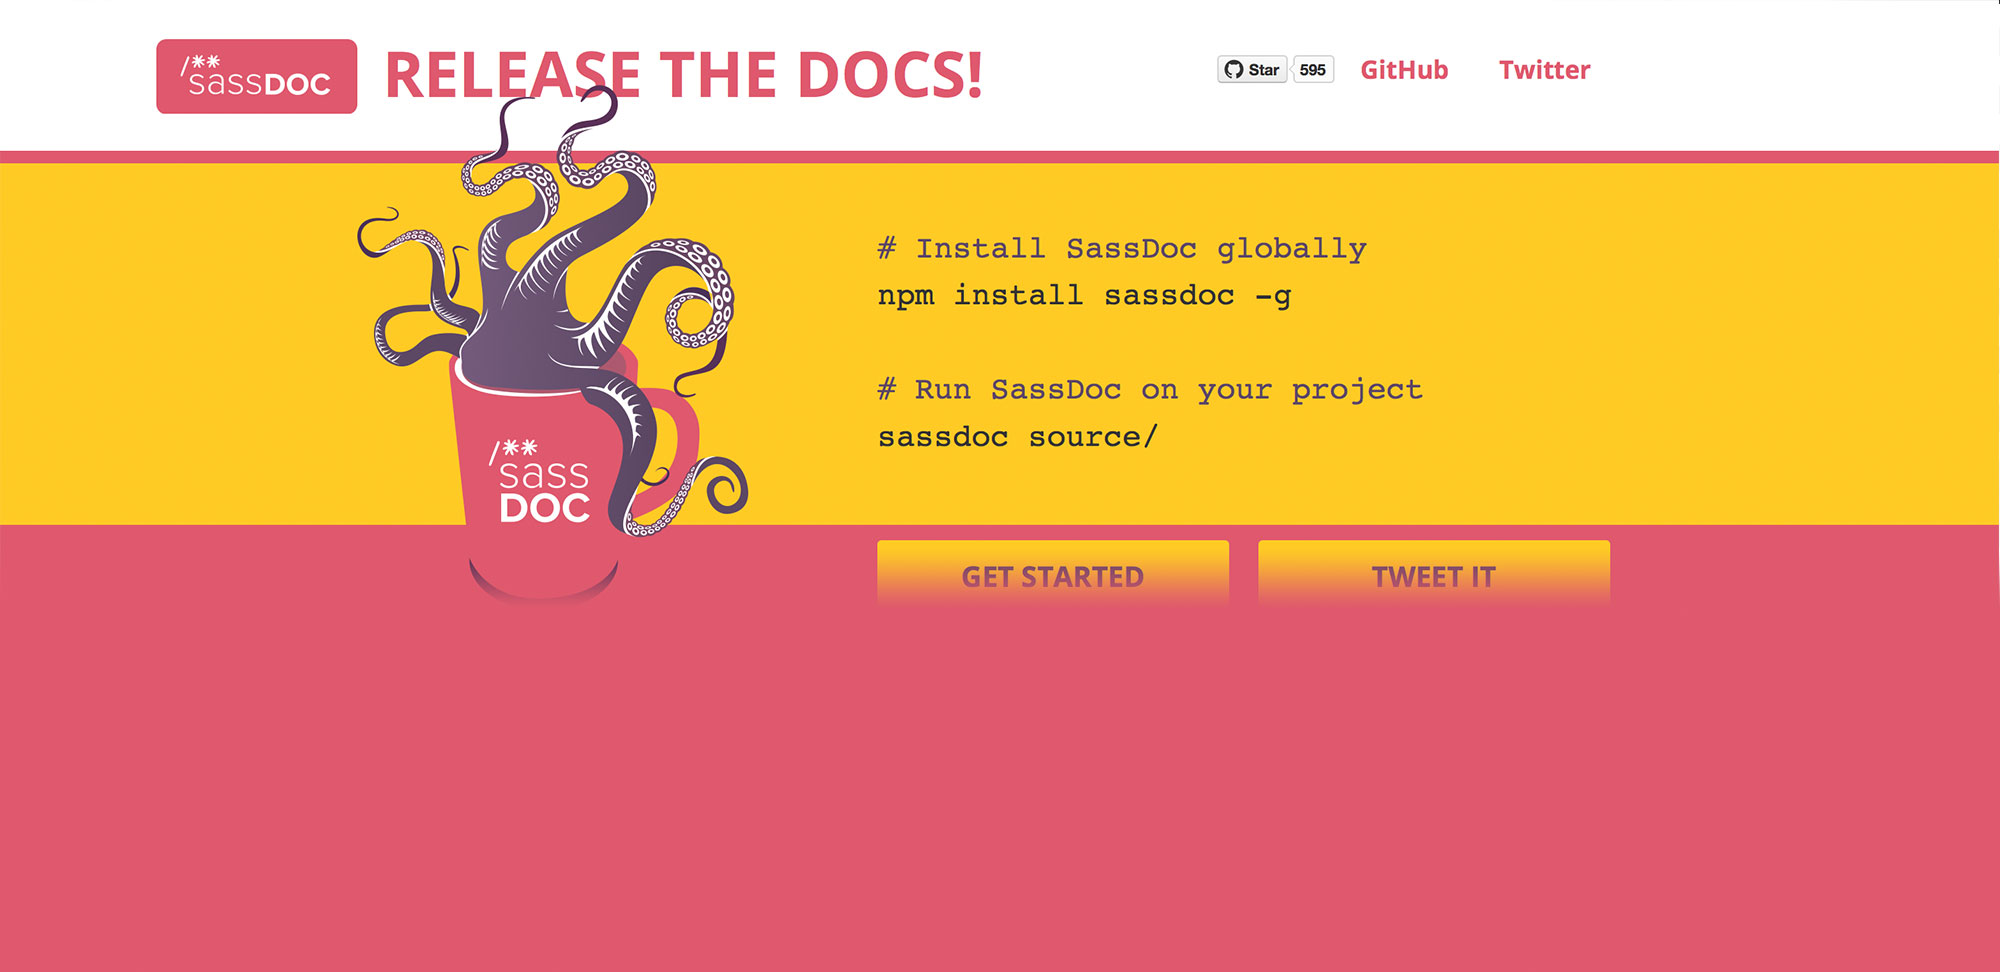 /**
sassDOC
RELEASE THE DOCS!
Star
595
GitHub
Twitter
# Install SassDoc globally
npm install sassdoc -g
# Run SassDoc on your project
sassdoc source/
/**
sass
DOC
GET STARTED
TWEET IT